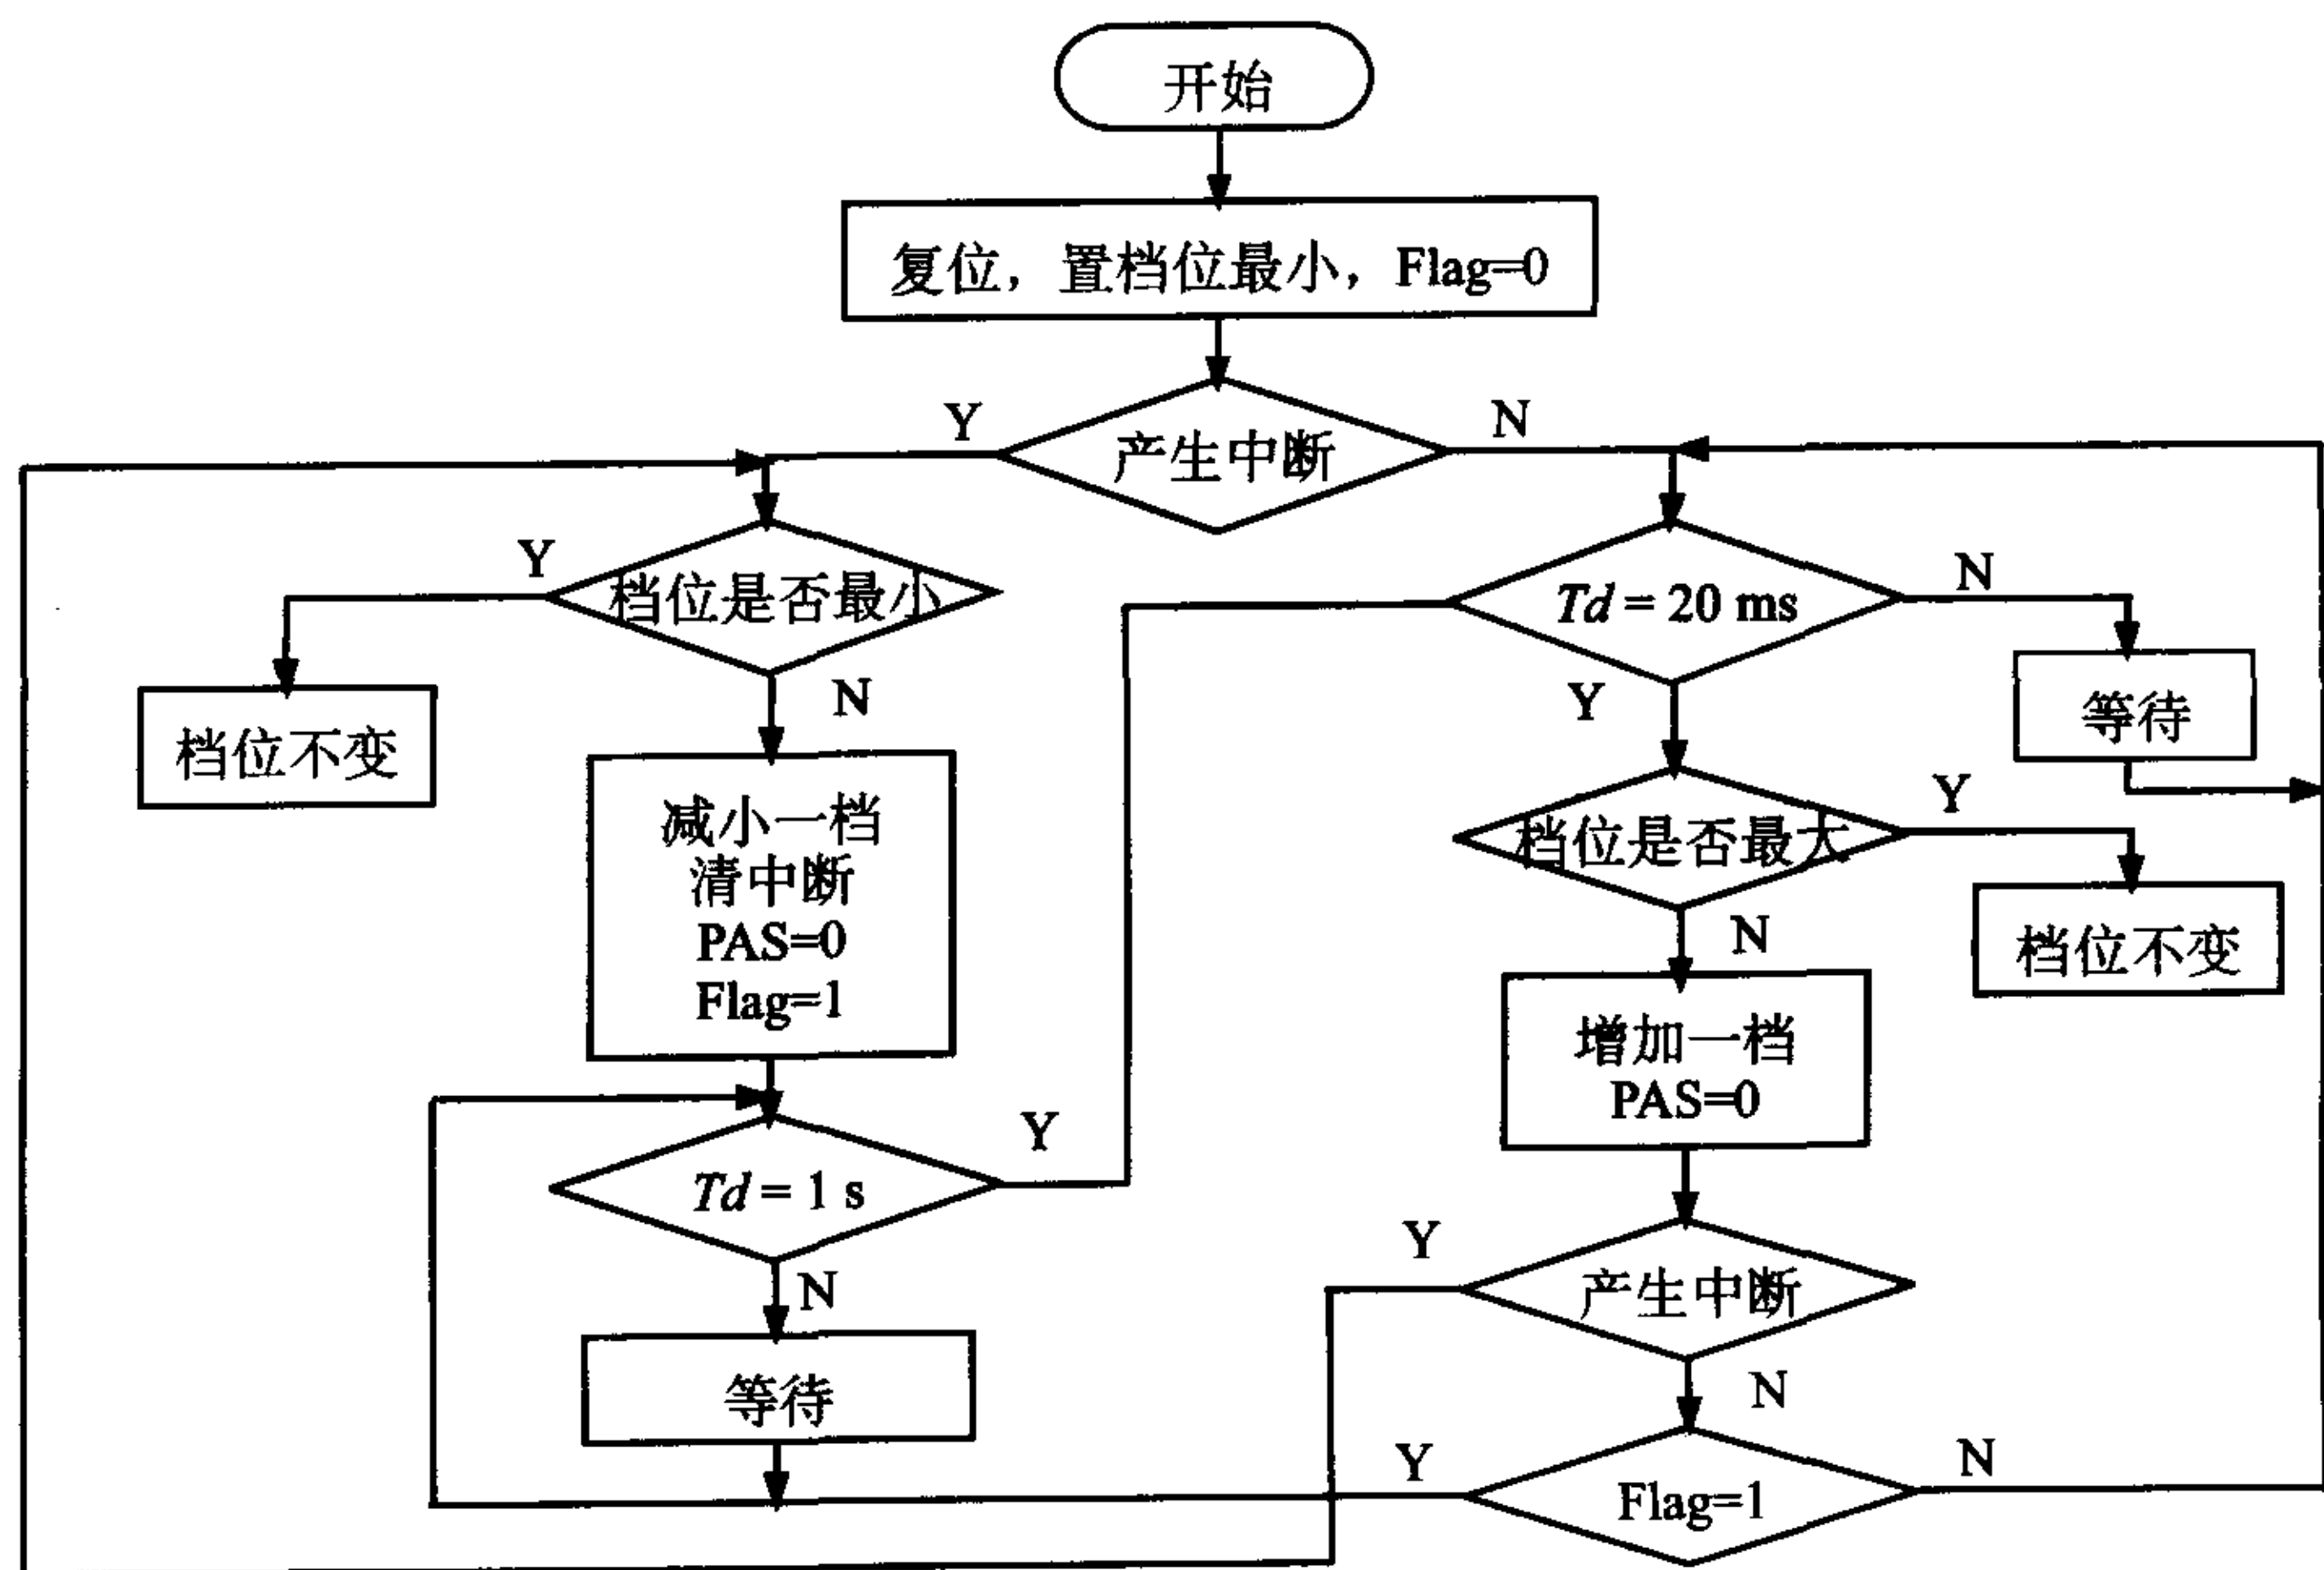 开始
复位，置档位最小，Flag=0
Y
产生中断
N
Y
档位是否最小
Td = 20 ms
N
N
Y
等待
档位不变
减小一档
清中断
PAS=0
Flag=1
档位是否最大
Y
N
档位不变
增加一档
PAS=0
Td = 1 s
Y
N
Y
产生中断
N
等待
Y
Flag=1
N